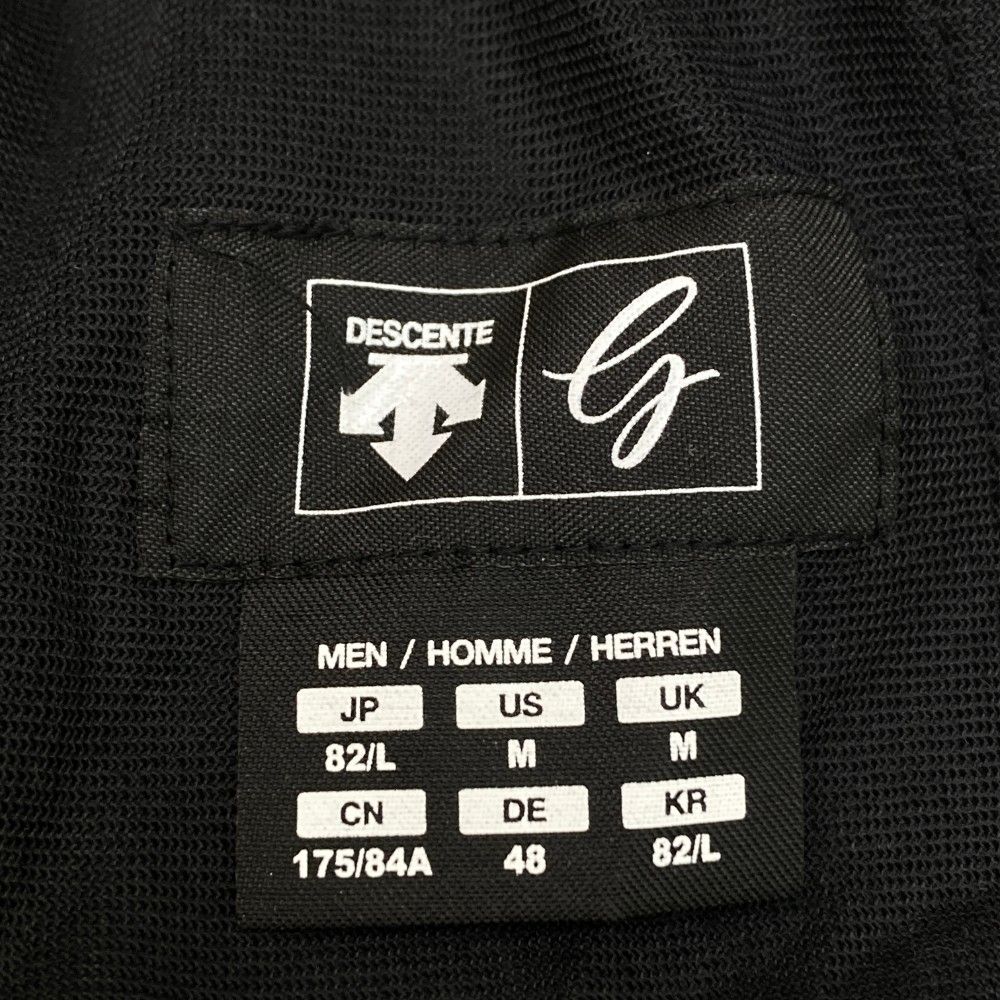 DESCENTE
G
MEN / HOMME / HERREN
JP US UK
82/L M M
CN DE KR
175/84A 48 82/L